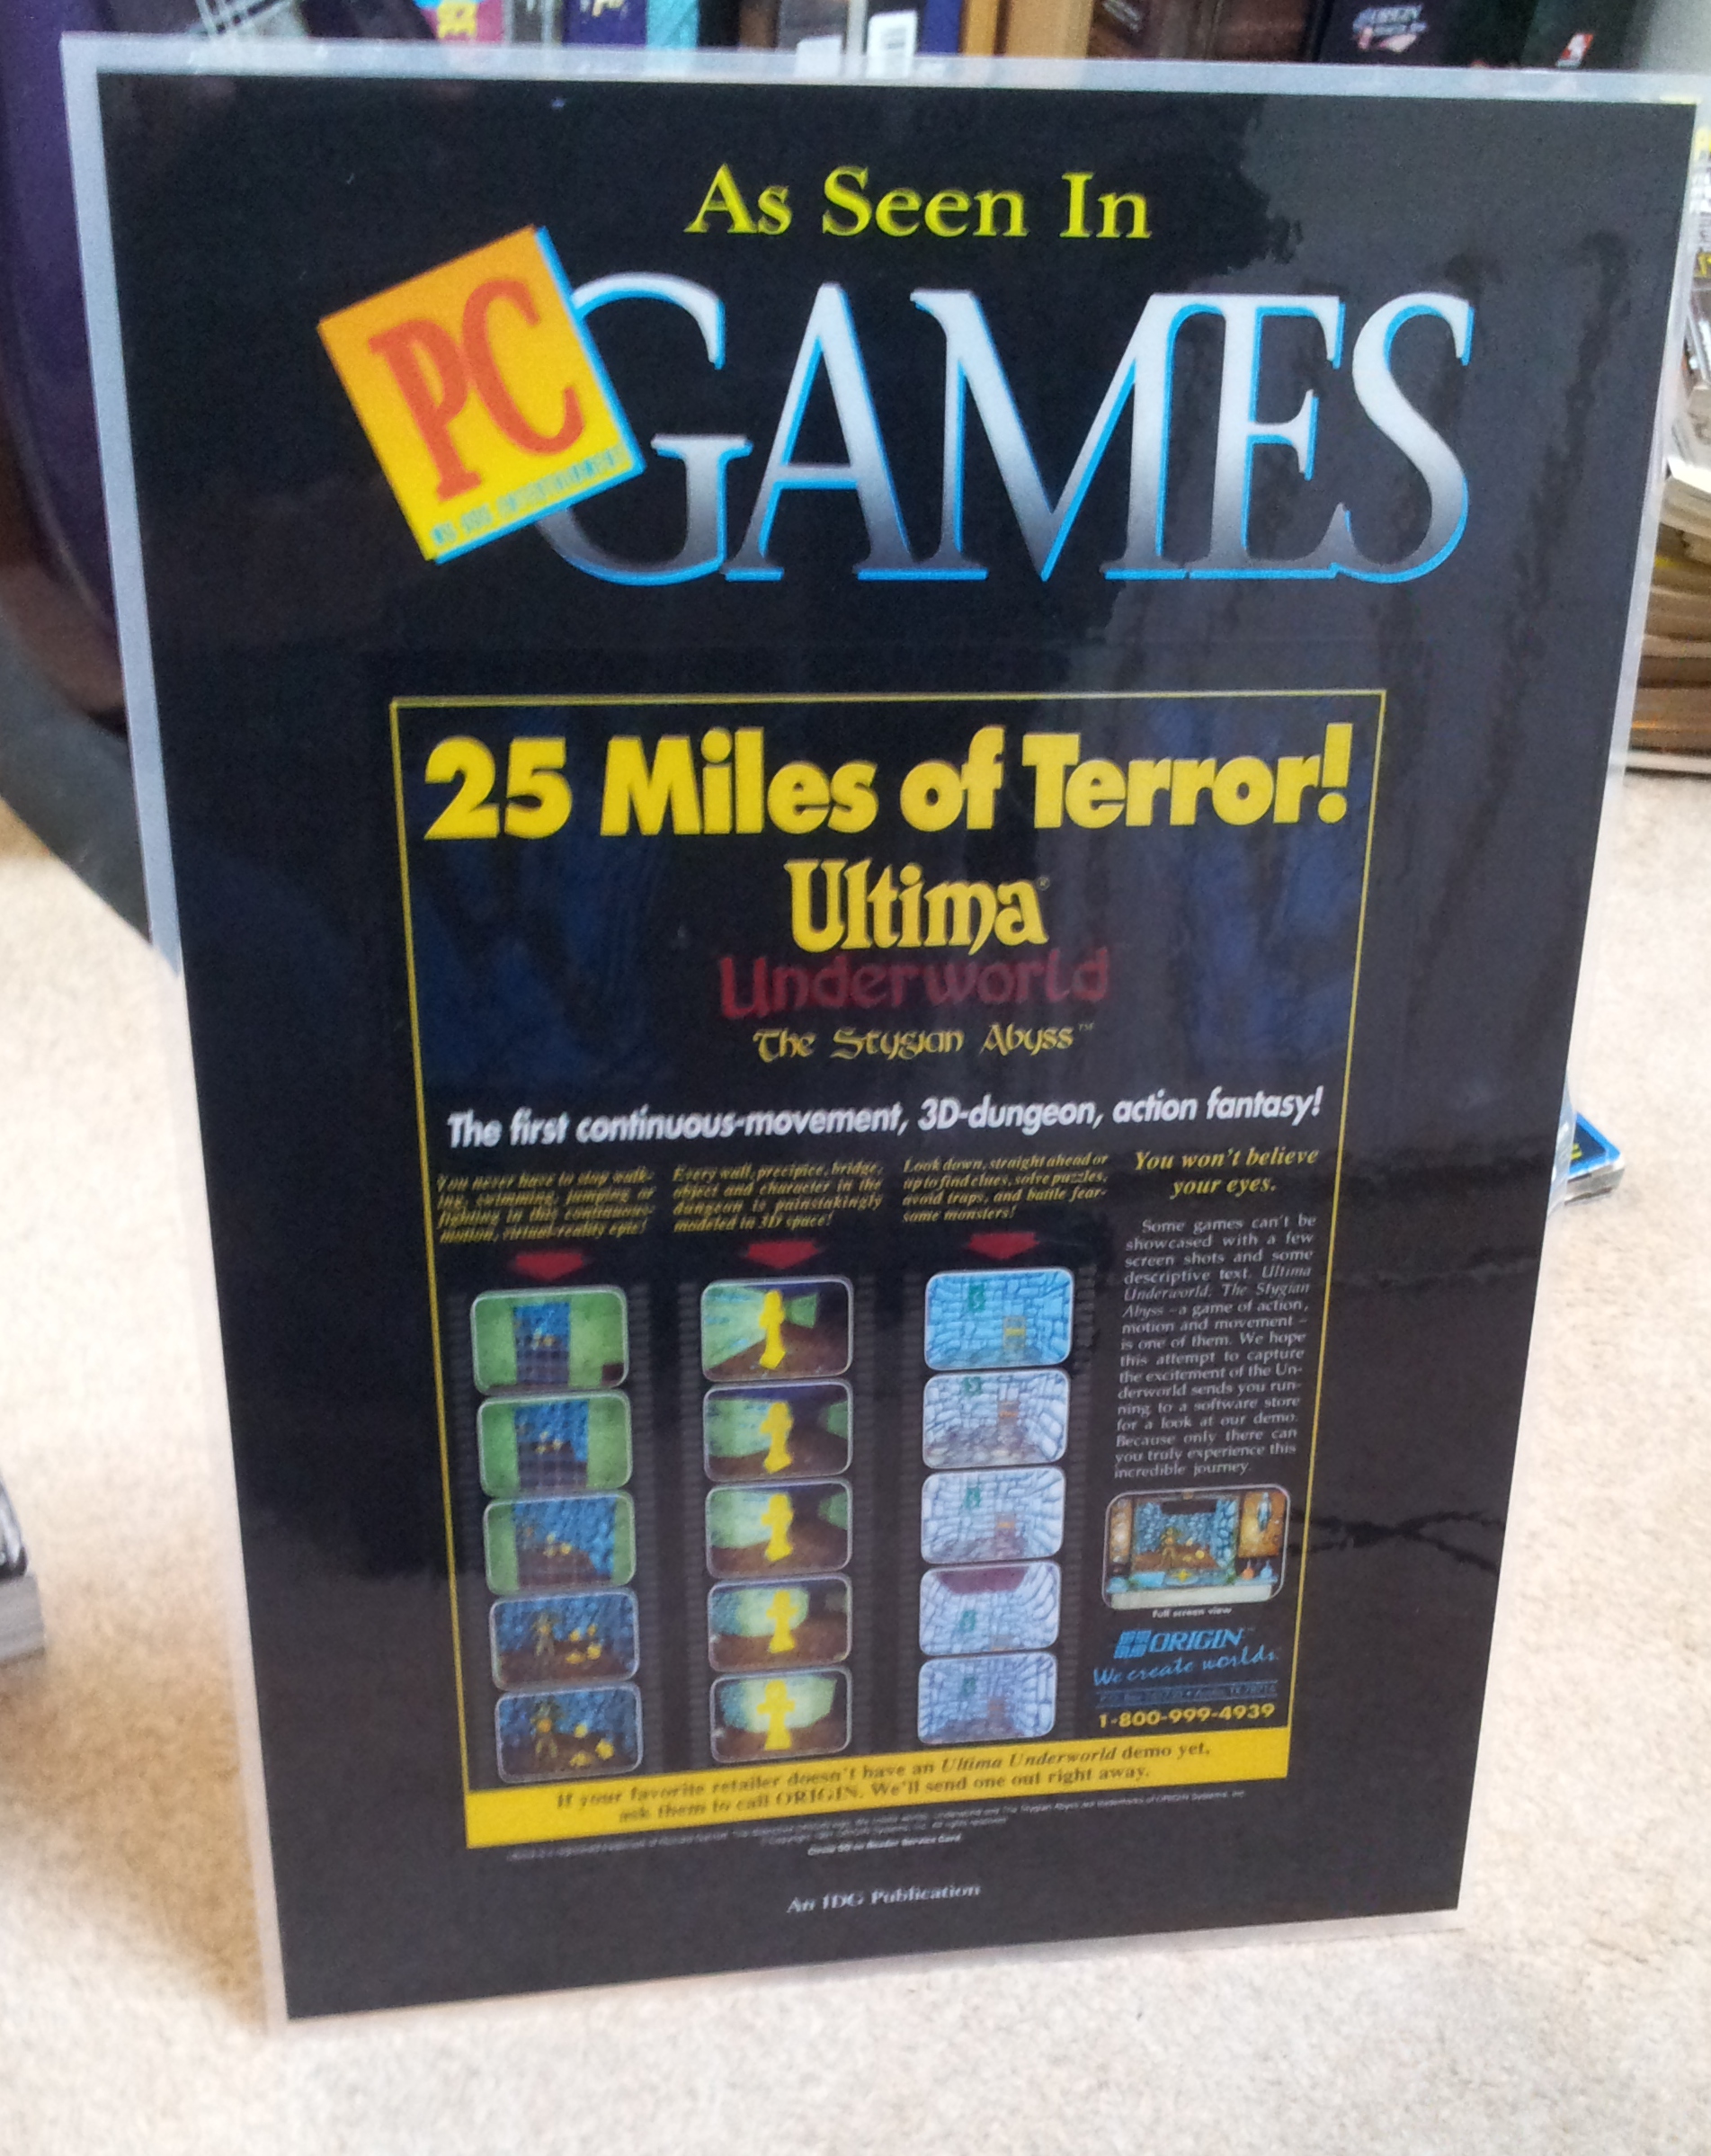 ORIGIN
As Seen In
PC
GAMES
25 Miles of Terror!
Ultima®
Underworld
The Stygian Abyss™
The first continuous-movement, 3D-dungeon, action fantasy!
You never have to stop walk-
ing, swimming, jumping or
fighting in this continuous-
motion, virtual-reality epic!
Every wall, precipice, bridge,
object and character in the
dungeon is painstakingly
modeled in 3D space!
Look down, straight ahead or
up to find clues, solve puzzles,
avoid traps, and battle fear-
some monsters!
You won't believe
your eyes.
Some games can't be
showcased with a few
screen shots and some
descriptive text. Ultima
Underworld: The Stygian
Abyss – a game of action,
motion and movement –
is one of them. We hope
this attempt to capture
the excitement of the Un-
derworld sends you run-
ning to a software store
for a look at our demo.
Because only there can
you truly experience this
incredible journey.
Full screen view
ORIGIN™
We create worlds.
1-800-999-4939
If your favorite retailer doesn't have an Ultima Underworld demo yet,
ask them to call ORIGIN. We'll send one out right away.
Circle 50 on Reader Service Card
An IDG Publication